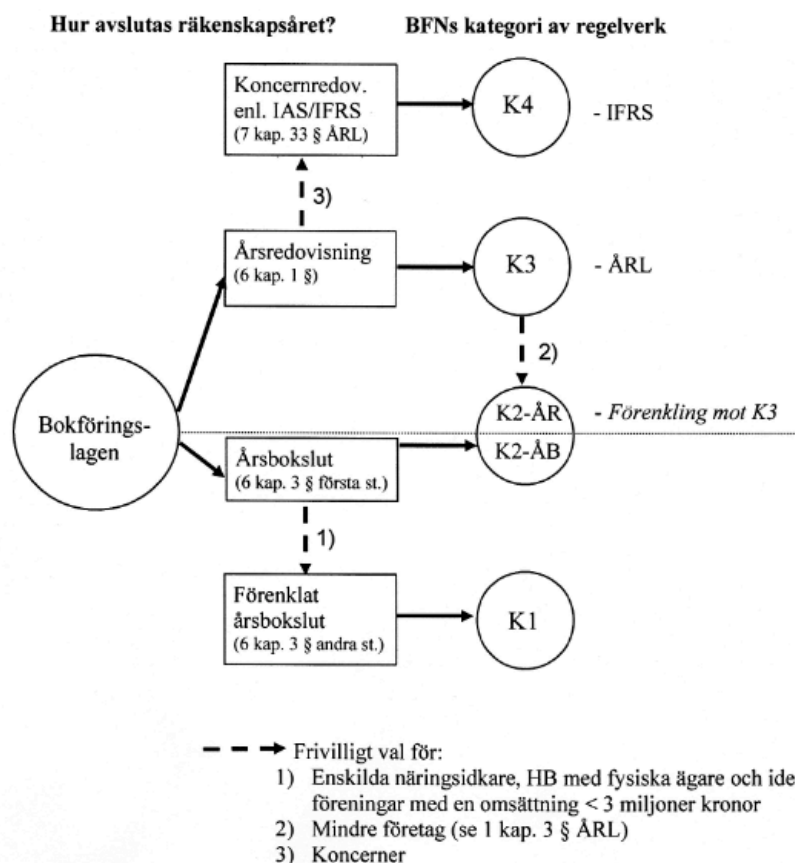 Hur avslutas räkenskapsåret?
BFNs kategori av regelverk
Koncernredov.
enl. IAS/IFRS
(7 kap. 33 § ÅRL)
K4
- IFRS
3)
Årsredovisning
(6 kap. 1 §)
K3
- ÅRL
2)
Bokförings-
lagen
K2-ÅR
- Förenkling mot K3
K2-ÅB
Årsbokslut
(6 kap. 3 § första st.)
1)
Förenklat
årsbokslut
(6 kap. 3 § andra st.)
K1
Frivilligt val för:
1) Enskilda näringsidkare, HB med fysiska ägare och ide
föreningar med en omsättning < 3 miljoner kronor
2) Mindre företag (se 1 kap. 3 § ÅRL)
3) Koncerner